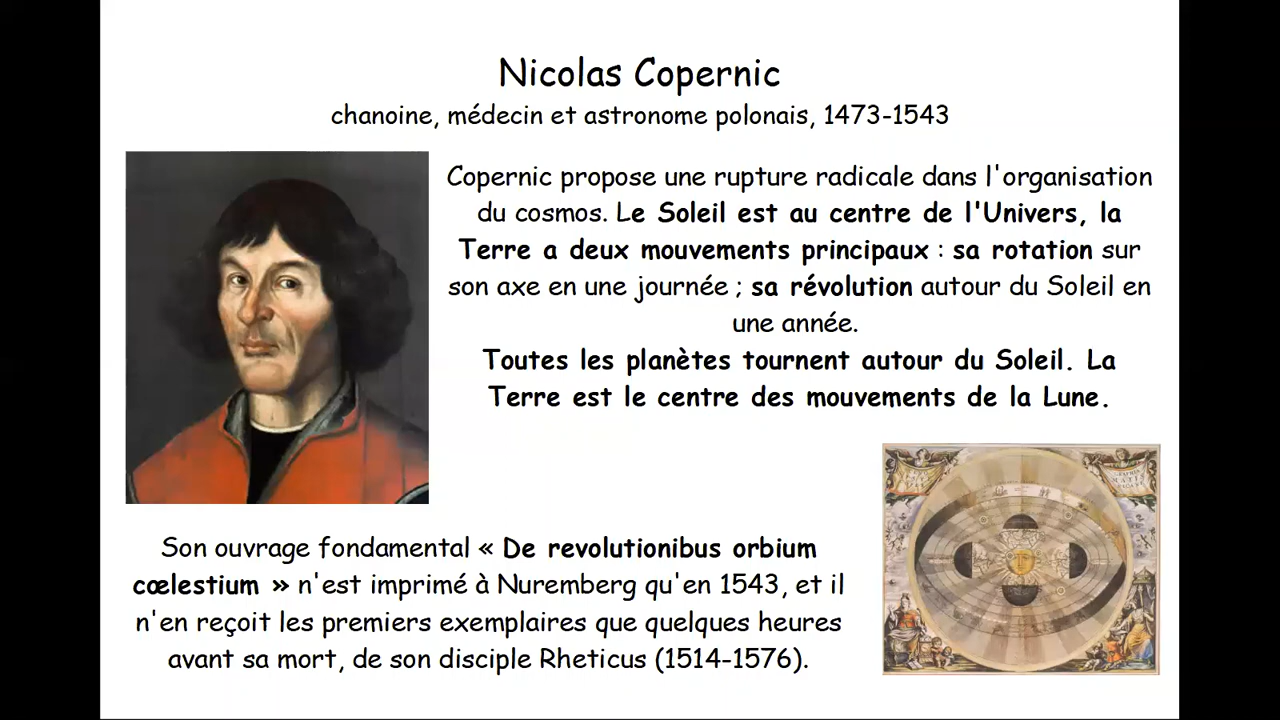 Nicolas Copernic
chanoine, médecin et astronome polonais, 1473-1543
Copernic propose une rupture radicale dans l'organisation
du cosmos. Le Soleil est au centre de l'Univers, la
Terre a deux mouvements principaux : sa rotation sur
son axe en une journée ; sa révolution autour du Soleil en
une année.
Toutes les planètes tournent autour du Soleil. La
Terre est le centre des mouvements de la Lune.
Son ouvrage fondamental « De revolutionibus orbium
cœlestium » n'est imprimé à Nuremberg qu'en 1543, et il
n'en reçoit les premiers exemplaires que quelques heures
avant sa mort, de son disciple Rheticus (1514-1576).